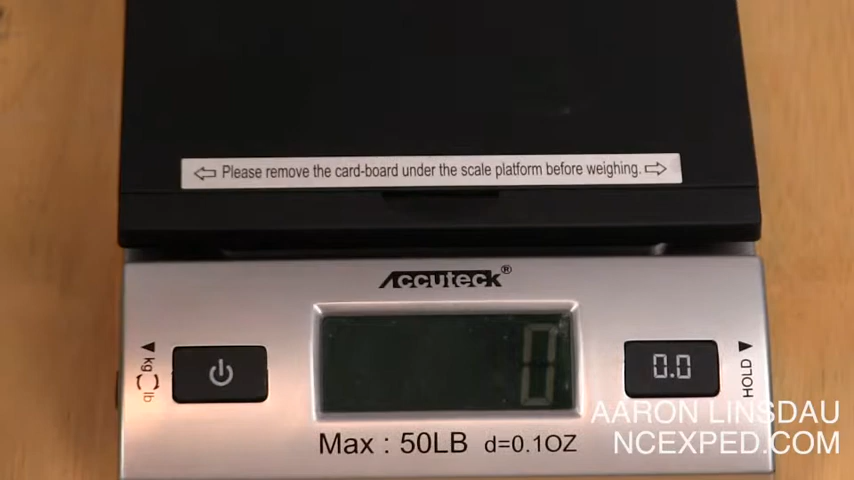 Please remove the card-board under the scale platform before weighing.
Accuteck®
0
kg
lb
0.0
HOLD
Max : 50LB d=0.1OZ
AARON LINSDAU
NCEXPED.COM